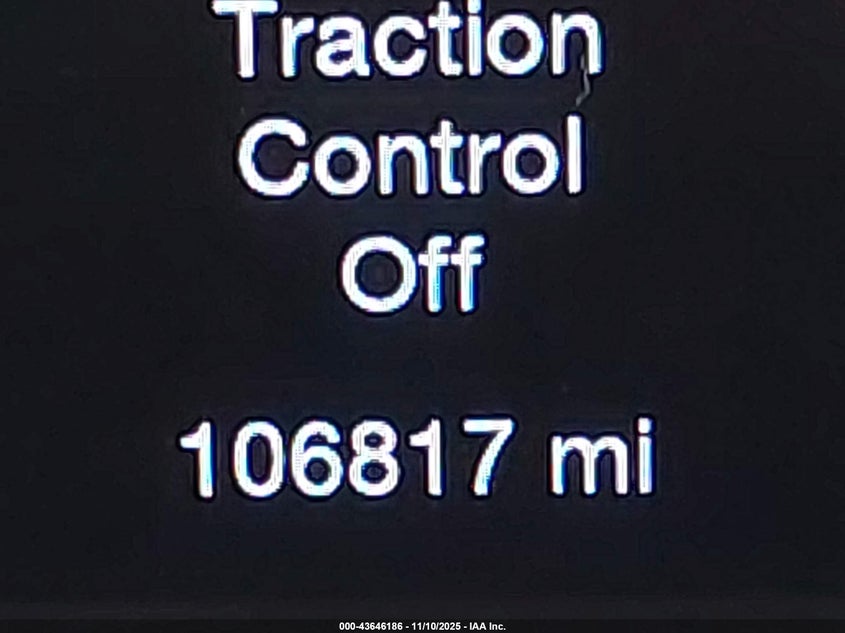 Traction
Control
Off
106817 mi
000-43646186 - 11/10/2025 - IAA Inc.